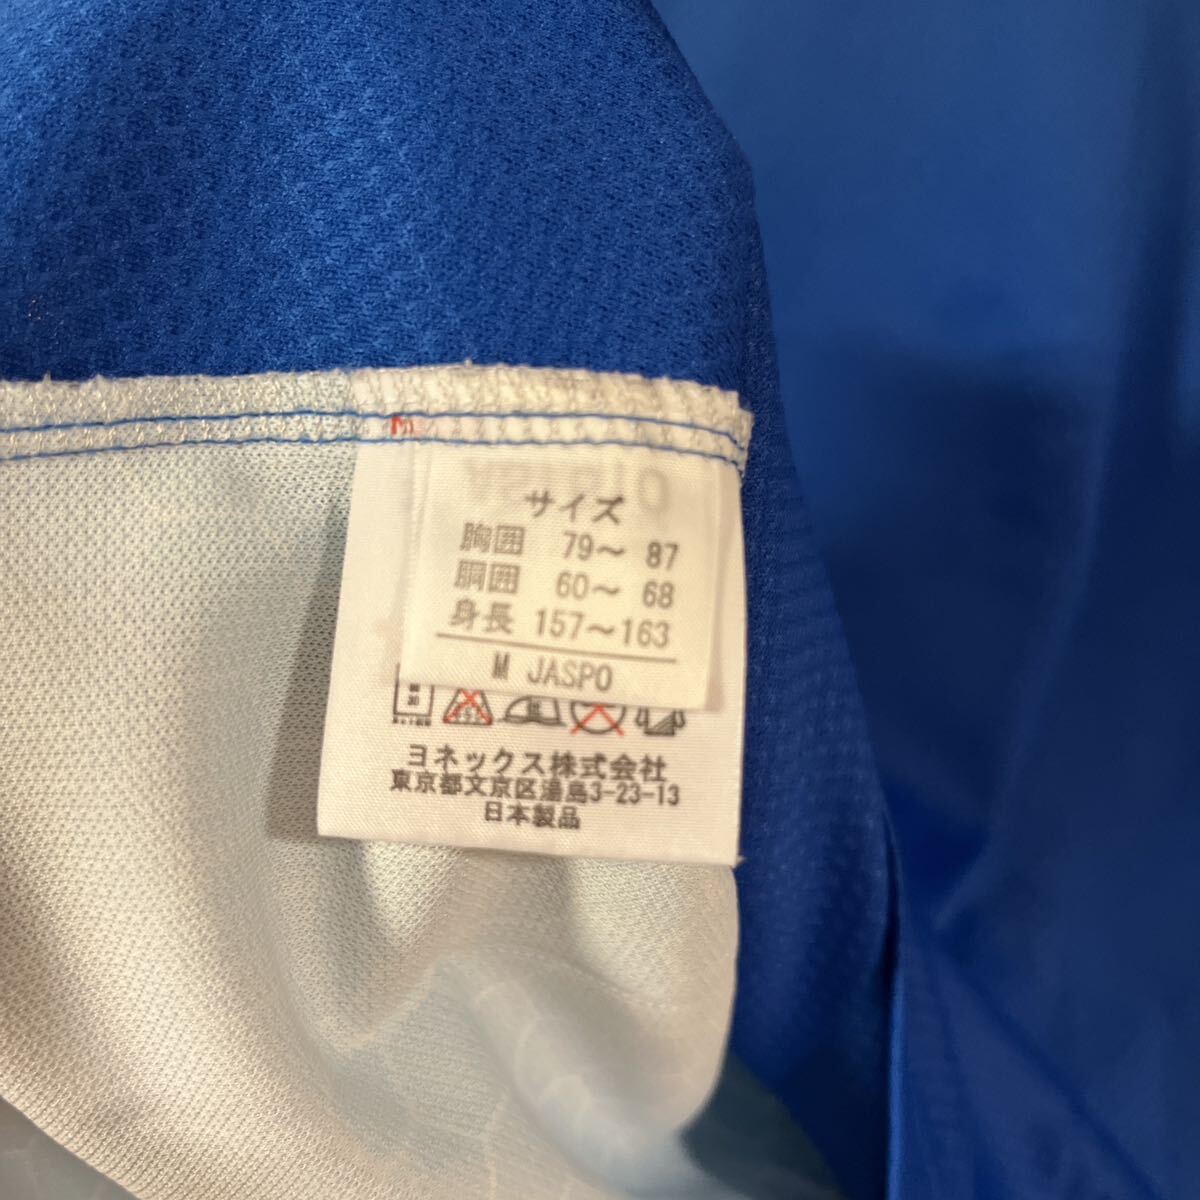 M
サイズ
胸囲 79～ 87
胴囲 60～ 68
身長 157～163
M JASPO
ヨネックス株式会社
東京都文京区湯島3-23-13
日本製品